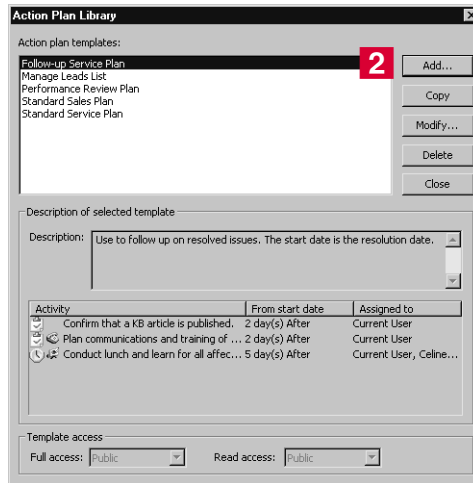 Action Plan Library
Action plan templates:
Follow-up Service Plan
Manage Leads List
Performance Review Plan
Standard Sales Plan
Standard Service Plan
2
Add...
Copy
Modify...
Delete
Close
Description of selected template
Description: Use to follow up on resolved issues. The start date is the resolution date.
Activity From start date Assigned to
Confirm that a KB article is published. 2 day(s) After Current User
Plan communications and training of ... 2 day(s) After Current User
Conduct lunch and learn for all affec... 5 day(s) After Current User, Celine...
Template access
Full access: Public Read access: Public